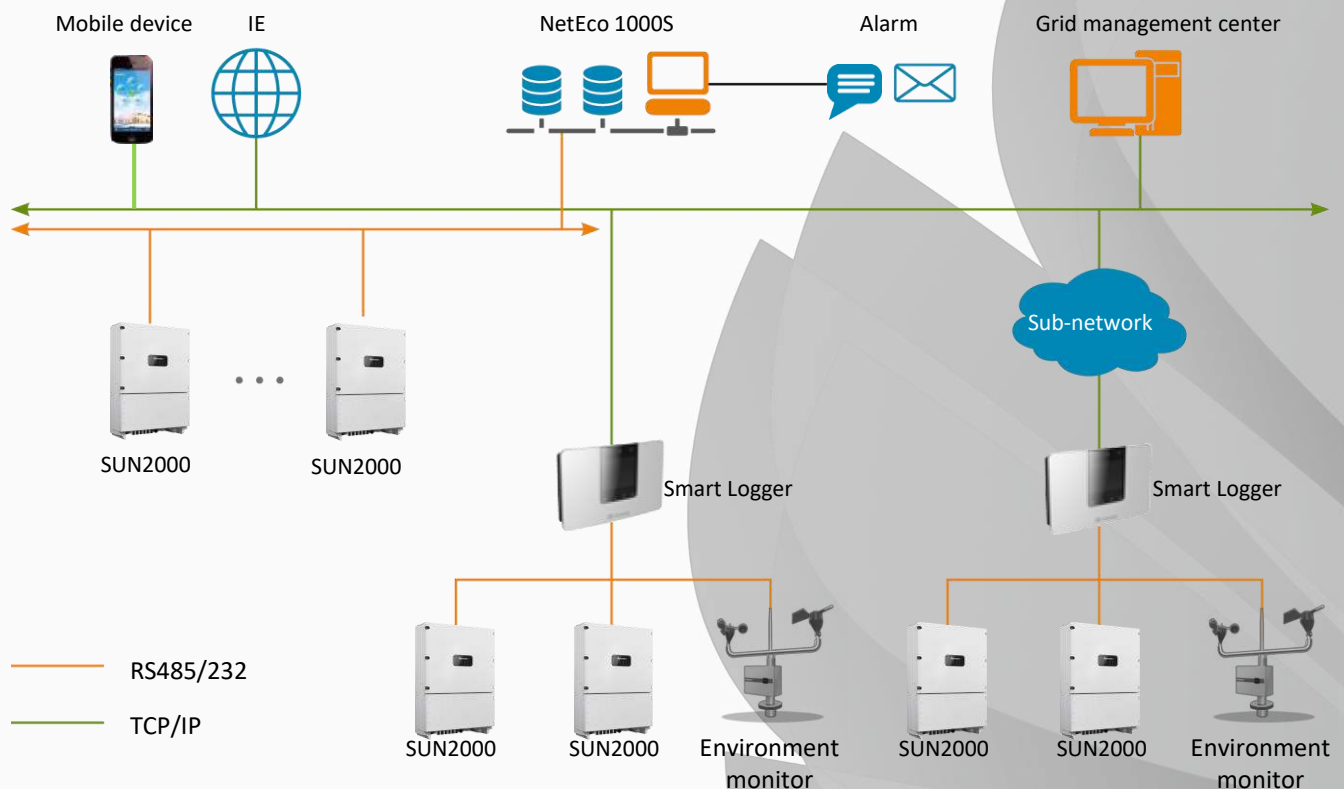 Mobile device
IE
NetEco 1000S
Alarm
Grid management center
Sub-network
SUN2000
SUN2000
Smart Logger
Smart Logger
RS485/232
TCP/IP
SUN2000
SUN2000
Environment
monitor
SUN2000
SUN2000
Environment
monitor